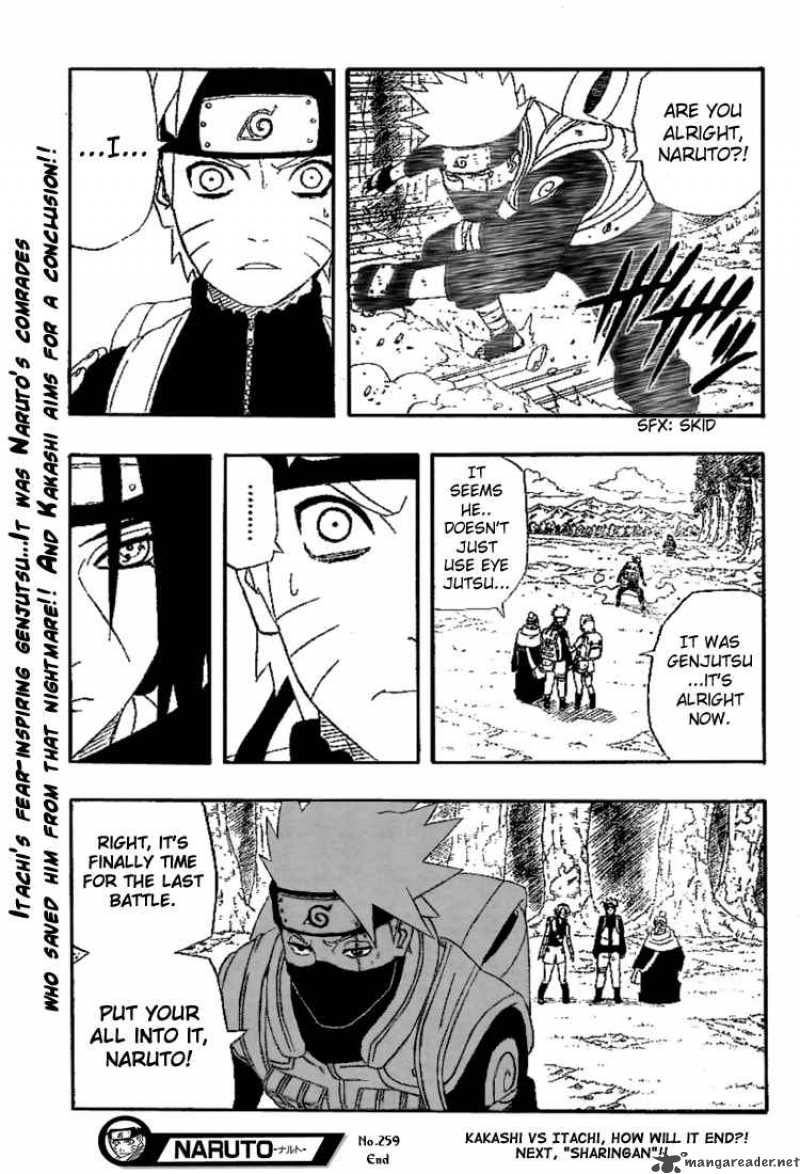 ARE YOU
ALRIGHT,
NARUTO?!
...I...
SFX: SKID
IT
SEEMS
HE..
DOESN'T
JUST
USE EYE
JUTSU...
IT WAS
GENJUTSU
...IT'S
ALRIGHT
NOW.
.........
RIGHT, IT'S
FINALLY TIME
FOR THE LAST
BATTLE.
PUT YOUR
ALL INTO IT,
NARUTO!
ITACHI'S FEAR-INSPIRING GENJUTSU...IT WAS NARUTO'S COMRADES
WHO SAVED HIM FROM THAT NIGHTMARE!! AND KAKASHI AIMS FOR A CONCLUSION!!
NARUTO-ナルト-
No.259
End
KAKASHI VS ITACHI, HOW WILL IT END?!
NEXT, "SHARINGAN"!!
mangareader.net